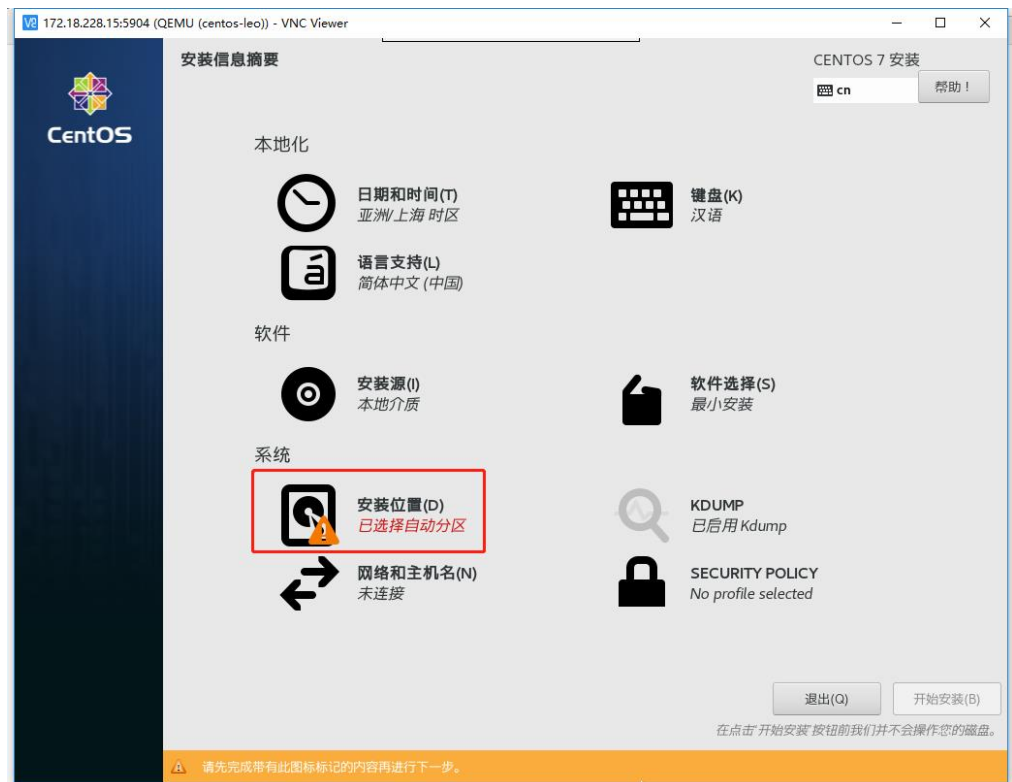 172.18.228.15:5904 (QEMU (centos-leo)) - VNC Viewer
安装信息摘要
CENTOS 7 安装
cn
帮助！
CentOS
本地化
日期和时间(T)
亚洲/上海 时区
键盘(K)
汉语
á
语言支持(L)
简体中文 (中国)
软件
安装源(I)
本地介质
软件选择(S)
最小安装
系统
安装位置(D)
已选择自动分区
KDUMP
已启用 Kdump
网络和主机名(N)
未连接
SECURITY POLICY
No profile selected
退出(Q)
开始安装(B)
在点击'开始安装'按钮前我们并不会操作您的磁盘。
请先完成带有此图标标记的内容再进行下一步。